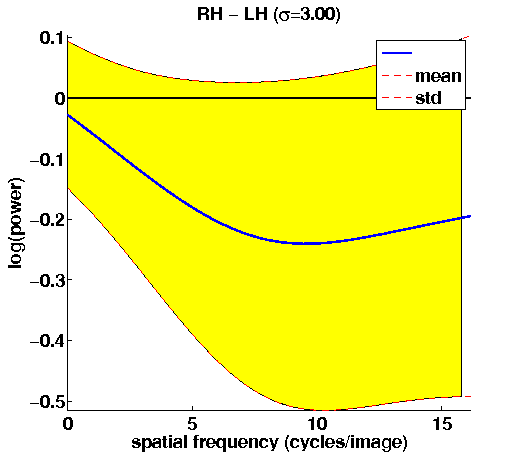 RH − LH (σ=3.00)
0.1
0
−0.1
−0.2
−0.3
−0.4
−0.5
log(power)
mean
std
0 5 10 15
spatial frequency (cycles/image)